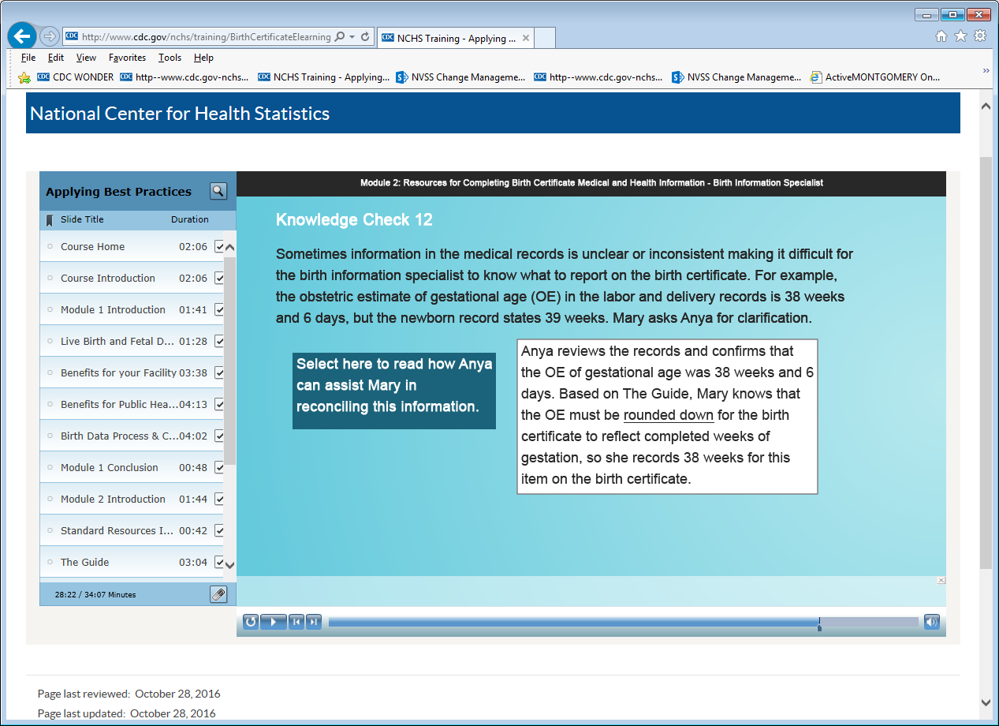 http://www.cdc.gov/nchs/training/BirthCertificateElearning
CDC NCHS Training - Applying ...
File Edit View Favorites Tools Help
CDC CDC WONDER CDC http--www.cdc.gov-nchs... CDC NCHS Training - Applying... NVSS Change Manageme... CDC http--www.cdc.gov-nchs... NVSS Change Manageme... ActiveMONTGOMERY On...
National Center for Health Statistics
Applying Best Practices
Slide Title Duration
Course Home 02:06
Course Introduction 02:06
Module 1 Introduction 01:41
Live Birth and Fetal D... 01:28
Benefits for your Facility 03:38
Benefits for Public Hea... 04:13
Birth Data Process & C... 04:02
Module 1 Conclusion 00:48
Module 2 Introduction 01:44
Standard Resources I... 00:42
The Guide 03:04
28:22 / 34:07 Minutes
Module 2: Resources for Completing Birth Certificate Medical and Health Information - Birth Information Specialist
Knowledge Check 12
Sometimes information in the medical records is unclear or inconsistent making it difficult for
the birth information specialist to know what to report on the birth certificate. For example,
the obstetric estimate of gestational age (OE) in the labor and delivery records is 38 weeks
and 6 days, but the newborn record states 39 weeks. Mary asks Anya for clarification.
Select here to read how Anya
can assist Mary in
reconciling this information.
Anya reviews the records and confirms that
the OE of gestational age was 38 weeks and 6
days. Based on The Guide, Mary knows that
the OE must be rounded down for the birth
certificate to reflect completed weeks of
gestation, so she records 38 weeks for this
item on the birth certificate.
Page last reviewed: October 28, 2016
Page last updated: October 28, 2016